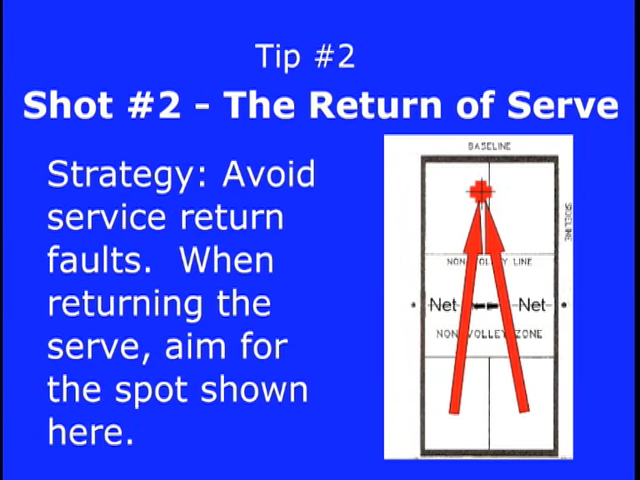 Tip #2
Shot #2 - The Return of Serve
Strategy: Avoid
service return
faults. When
returning the
serve, aim for
the spot shown
here.
BASELINE
SIDELINE
NON VOLLEY LINE
Net Net
NON VOLLEY ZONE